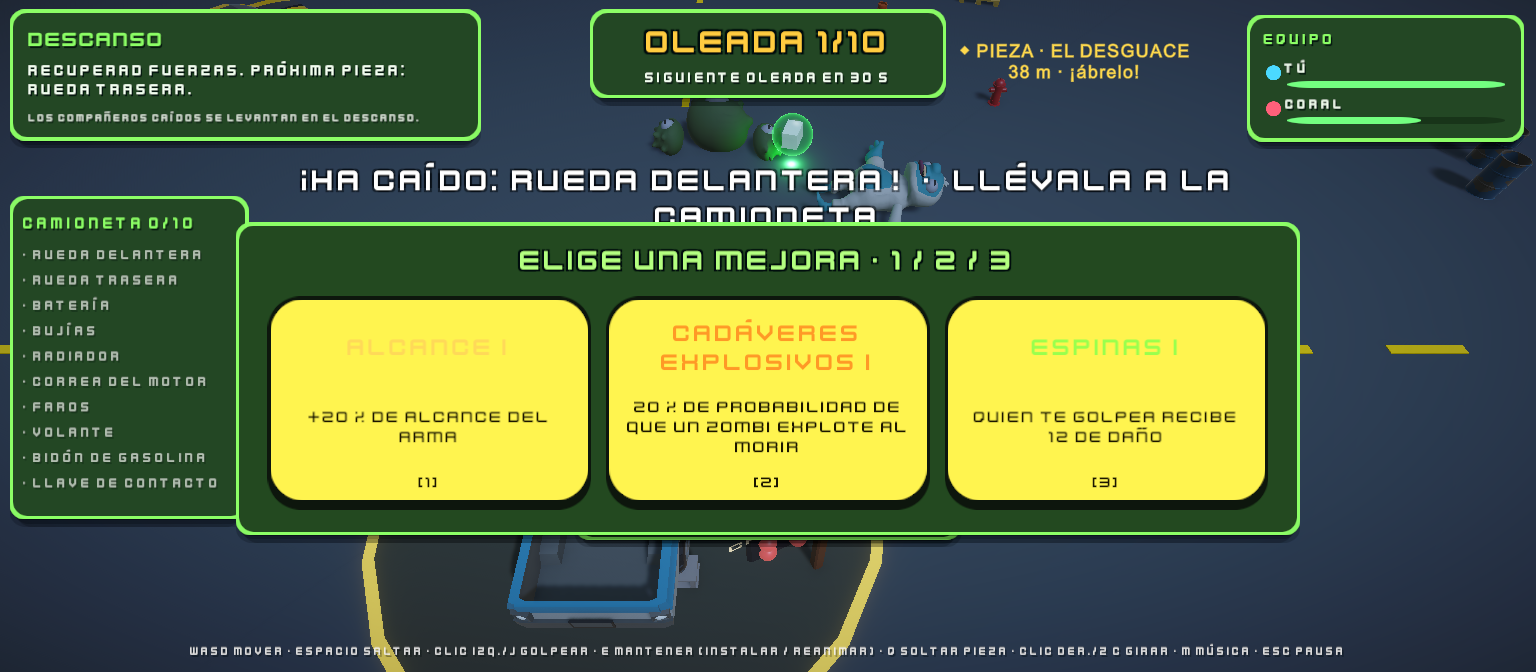 DESCANSO
RECUPERAD FUERZAS. PRÓXIMA PIEZA:
RUEDA TRASERA.
LOS COMPAÑEROS CAÍDOS SE LEVANTAN EN EL DESCANSO.
OLEADA 1/10
SIGUIENTE OLEADA EN 30 S
◆ PIEZA · EL DESGUACE
38 m · ¡ábrelo!
EQUIPO
TÚ
CORAL
¡HA CAÍDO: RUEDA DELANTERA! · LLÉVALA A LA
CAMIONETA
CAMIONETA 0/10
· RUEDA DELANTERA
· RUEDA TRASERA
· BATERÍA
· BUJÍAS
· RADIADOR
· CORREA DEL MOTOR
· FAROS
· VOLANTE
· BIDÓN DE GASOLINA
· LLAVE DE CONTACTO
ELIGE UNA MEJORA · 1 / 2 / 3
ALCANCE I
+20 % DE ALCANCE DEL
ARMA
[1]
CADÁVERES
EXPLOSIVOS I
20 % DE PROBABILIDAD DE
QUE UN ZOMBI EXPLOTE AL
MORIR
[2]
ESPINAS I
QUIEN TE GOLPEA RECIBE
12 DE DAÑO
[3]
WASD MOVER · ESPACIO SALTAR · CLIC IZQ./J GOLPEAR · E MANTENER (INSTALAR / REANIMAR) · Q SOLTAR PIEZA · CLIC DER./Z C GIRAR · M MÚSICA · ESC PAUSA